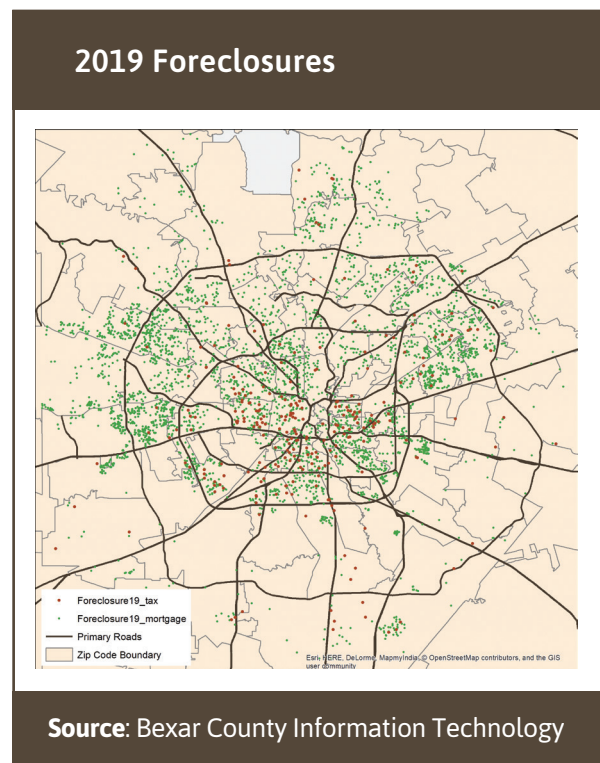 2019 Foreclosures
Foreclosure19_tax
Foreclosure19_mortgage
Primary Roads
Zip Code Boundary
Esri, HERE, DeLorme, MapmyIndia, © OpenStreetMap contributors, and the GIS
user community
Source: Bexar County Information Technology